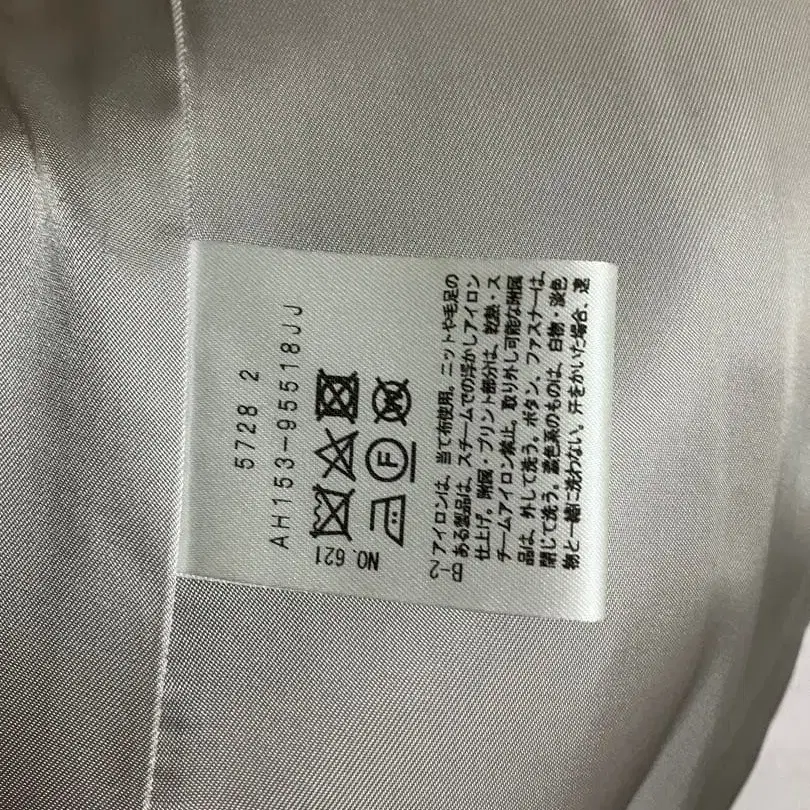 5728 2
AH153-95518JJ
NO. 621
F
W
B-2
アイロンは、当て布使用。ニットや毛足の
ある製品は、スチームでの浮かしアイロン
仕上げ。附属・プリント部分は、乾熱・ス
チームアイロン禁止。取り外し可能な附属
品は、外して洗う。ボタン、ファスナーは、
閉じて洗う。濃色系のものは、白物・淡色
物と一緒に洗わない。汗をかいた場合、速